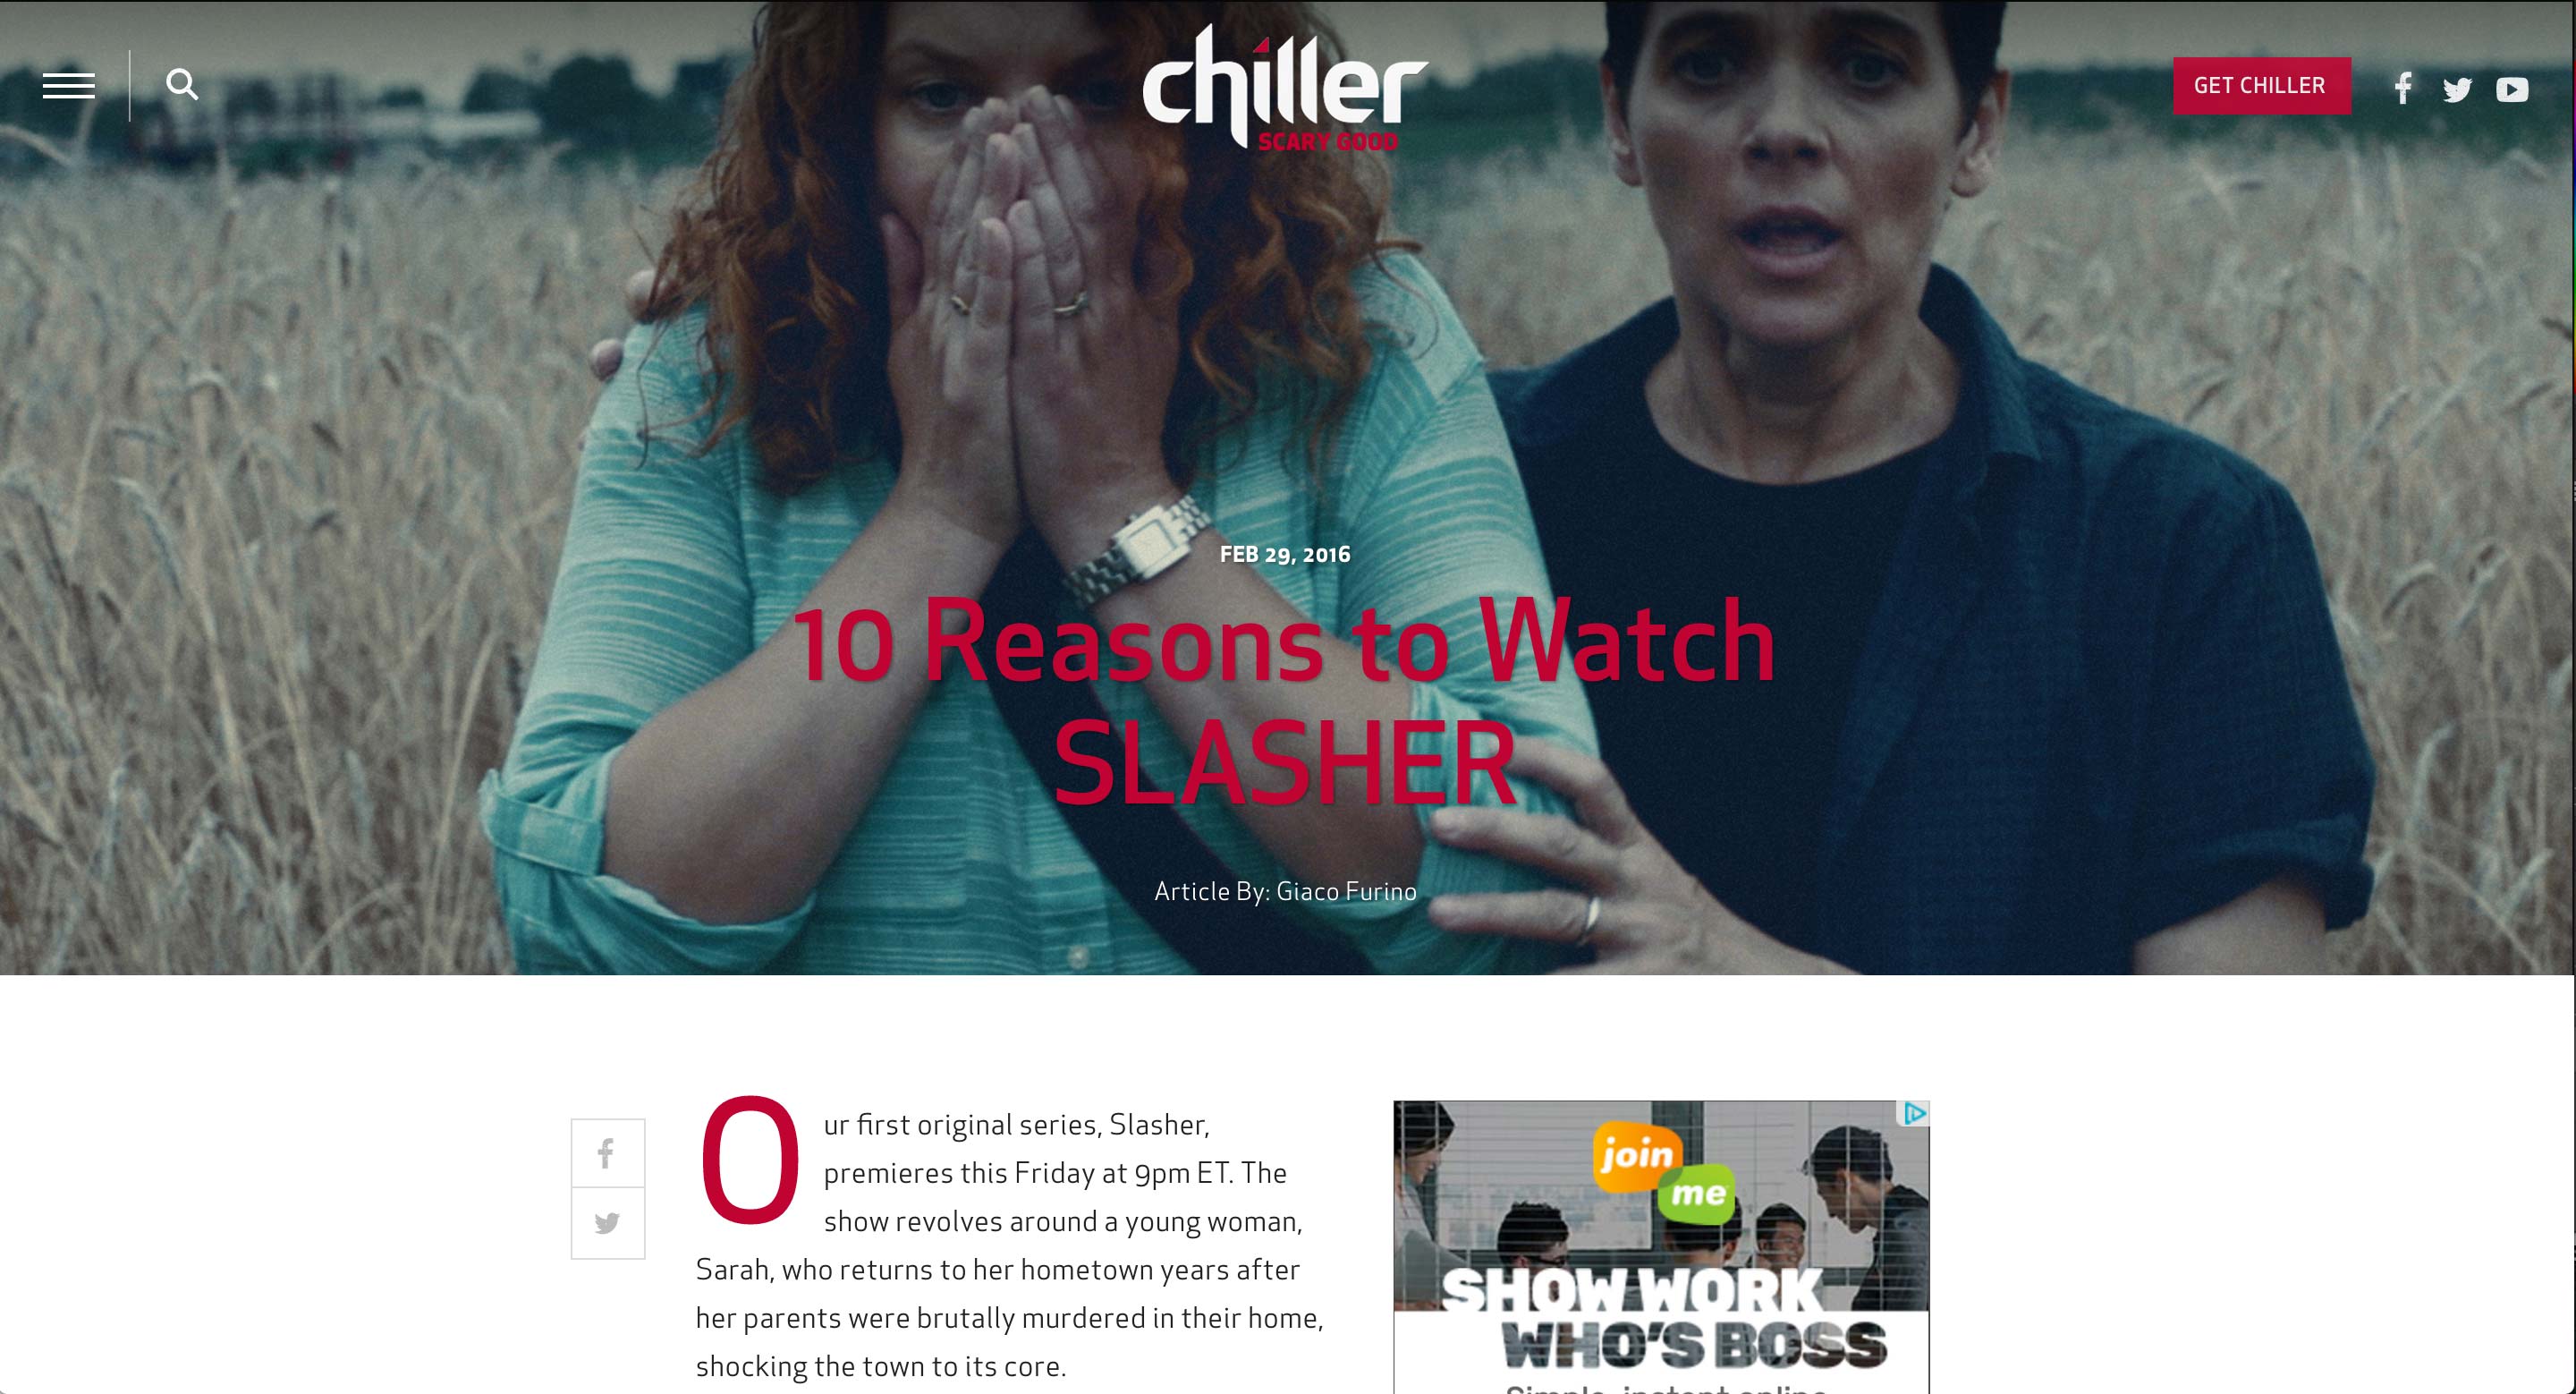 chiller
SCARY GOOD
GET CHILLER
FEB 29, 2016
10 Reasons to Watch
SLASHER
Article By: Giaco Furino
Our first original series, Slasher,
premieres this Friday at 9pm ET. The
show revolves around a young woman,
Sarah, who returns to her hometown years after
her parents were brutally murdered in their home,
shocking the town to its core.
join
me
SHOW WORK
WHO'S BOSS
Simple, instant online